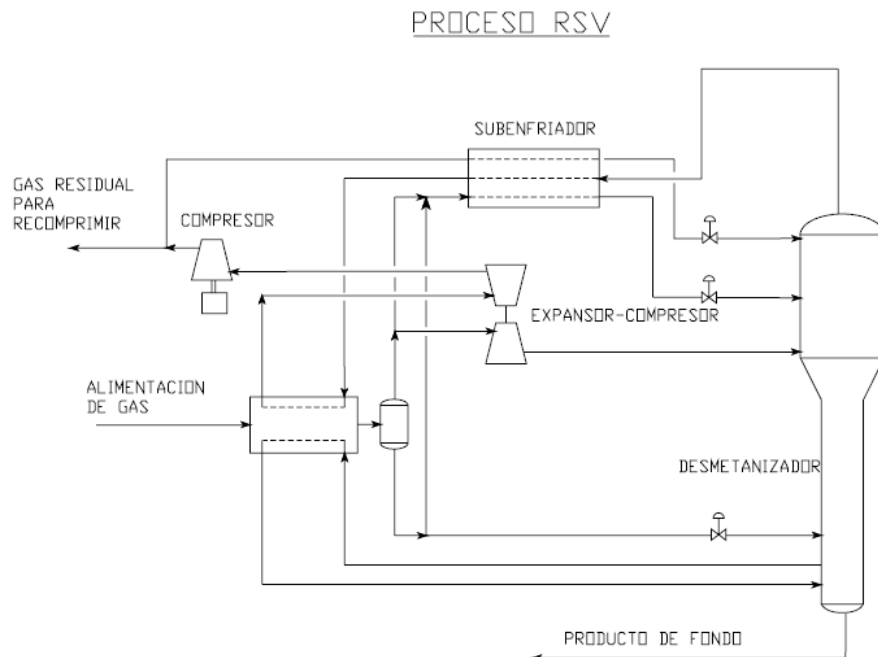 PROCESO RSV
SUBENFRIADOR
GAS RESIDUAL
PARA
RECOMPRIMIR
COMPRESOR
EXPANSOR-COMPRESOR
ALIMENTACION
DE GAS
DESMETANIZADOR
PRODUCTO DE FONDO